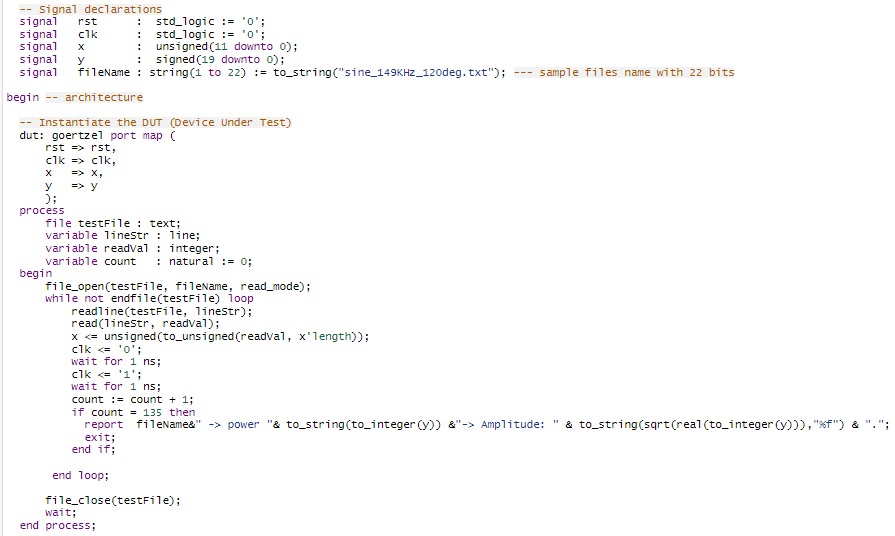 -- Signal declarations
signal   rst      :  std_logic := '0';
signal   clk      :  std_logic := '0';
signal   x        :  unsigned(11 downto 0);
signal   y        :  signed(19 downto 0);
signal   fileName : string(1 to 22) := to_string("sine_149KHz_120deg.txt"); --- sample files name with 22 bits
begin -- architecture
-- Instantiate the DUT (Device Under Test)
dut: goertzel port map (
rst => rst,
clk => clk,
x   => x,
y   => y
);
process
file testFile : text;
variable lineStr : line;
variable readVal : integer;
variable count   : natural := 0;
begin
file_open(testFile, fileName, read_mode);
while not endfile(testFile) loop
readline(testFile, lineStr);
read(lineStr, readVal);
x <= unsigned(to_unsigned(readVal, x'length));
clk <= '0';
wait for 1 ns;
clk <= '1';
wait for 1 ns;
count := count + 1;
if count = 135 then
report  fileName&" -> power "& to_string(to_integer(y)) &"-> Amplitude: " & to_string(sqrt(real(to_integer(y))),"%f") & ".";
exit;
end if;
end loop;
file_close(testFile);
wait;
end process;